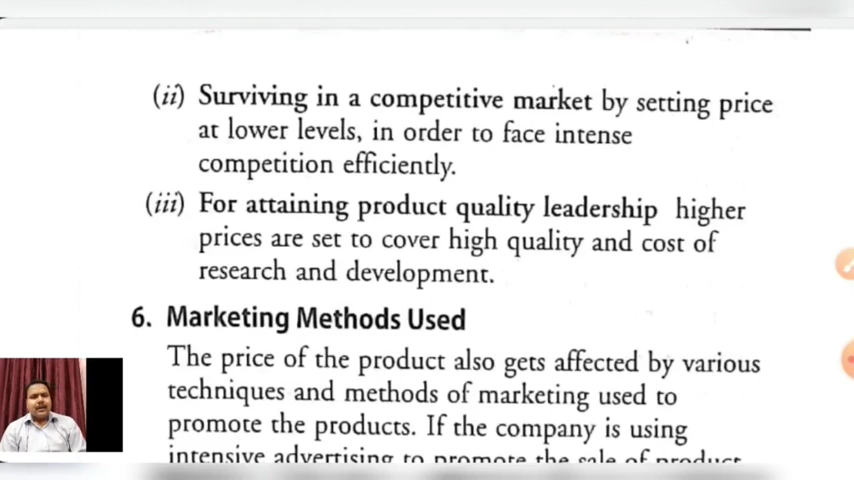 (ii) Surviving in a competitive market by setting price
at lower levels, in order to face intense
competition efficiently.
(iii) For attaining product quality leadership higher
prices are set to cover high quality and cost of
research and development.
6. Marketing Methods Used
The price of the product also gets affected by various
techniques and methods of marketing used to
promote the products. If the company is using
intensive advertising to promote the sale of product